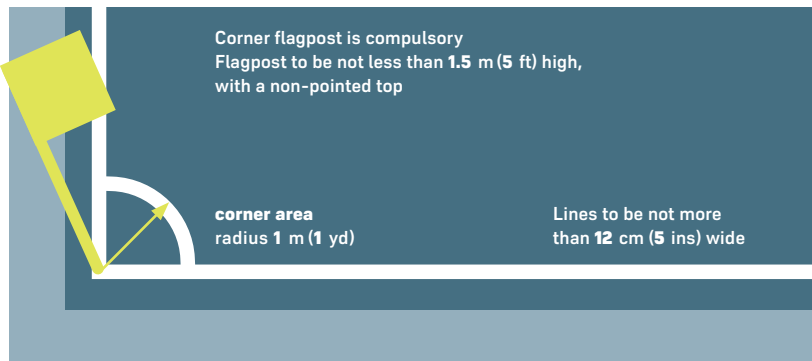 Corner flagpost is compulsory
Flagpost to be not less than 1.5 m (5 ft) high,
with a non-pointed top
corner area
radius 1 m (1 yd)
Lines to be not more
than 12 cm (5 ins) wide